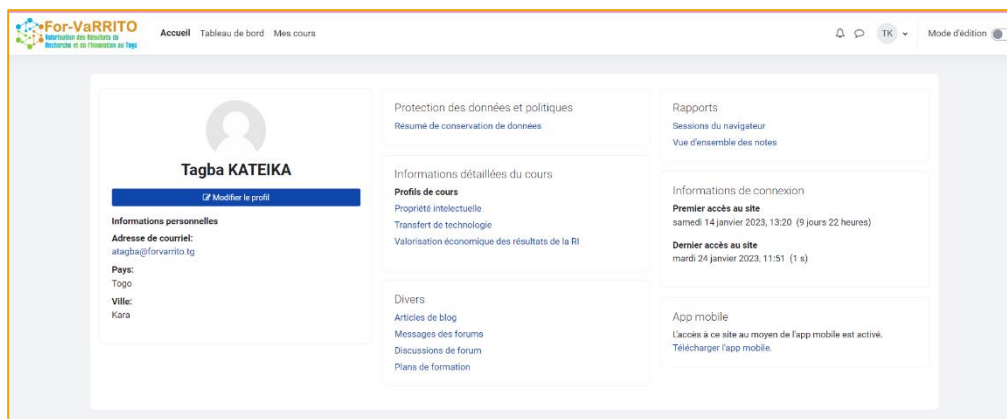 For-VaRRITO
Valorisation des Résultats de
Recherche et de l'Innovation au Togo
Accueil Tableau de bord Mes cours
TK
Mode d'édition
Tagba KATEIKA
Modifier le profil
Informations personnelles
Adresse de courriel:
atagba@forvarrito.tg
Pays:
Togo
Ville:
Kara
Protection des données et politiques
Résumé de conservation de données
Informations détaillées du cours
Profils de cours
Propriété intelectuelle
Transfert de technologie
Valorisation économique des résultats de la RI
Divers
Articles de blog
Messages des forums
Discussions de forum
Plans de formation
Rapports
Sessions du navigateur
Vue d'ensemble des notes
Informations de connexion
Premier accès au site
samedi 14 janvier 2023, 13:20 (9 jours 22 heures)
Dernier accès au site
mardi 24 janvier 2023, 11:51 (1 s)
App mobile
L'accès à ce site au moyen de l'app mobile est activé.
Télécharger l'app mobile.